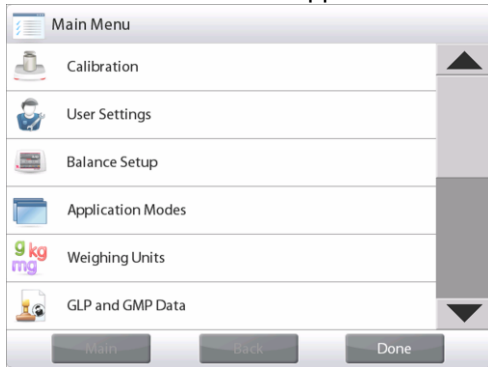 Main Menu
Calibration
User Settings
Balance Setup
Application Modes
g kg
mg
Weighing Units
GLP and GMP Data
Main Back Done